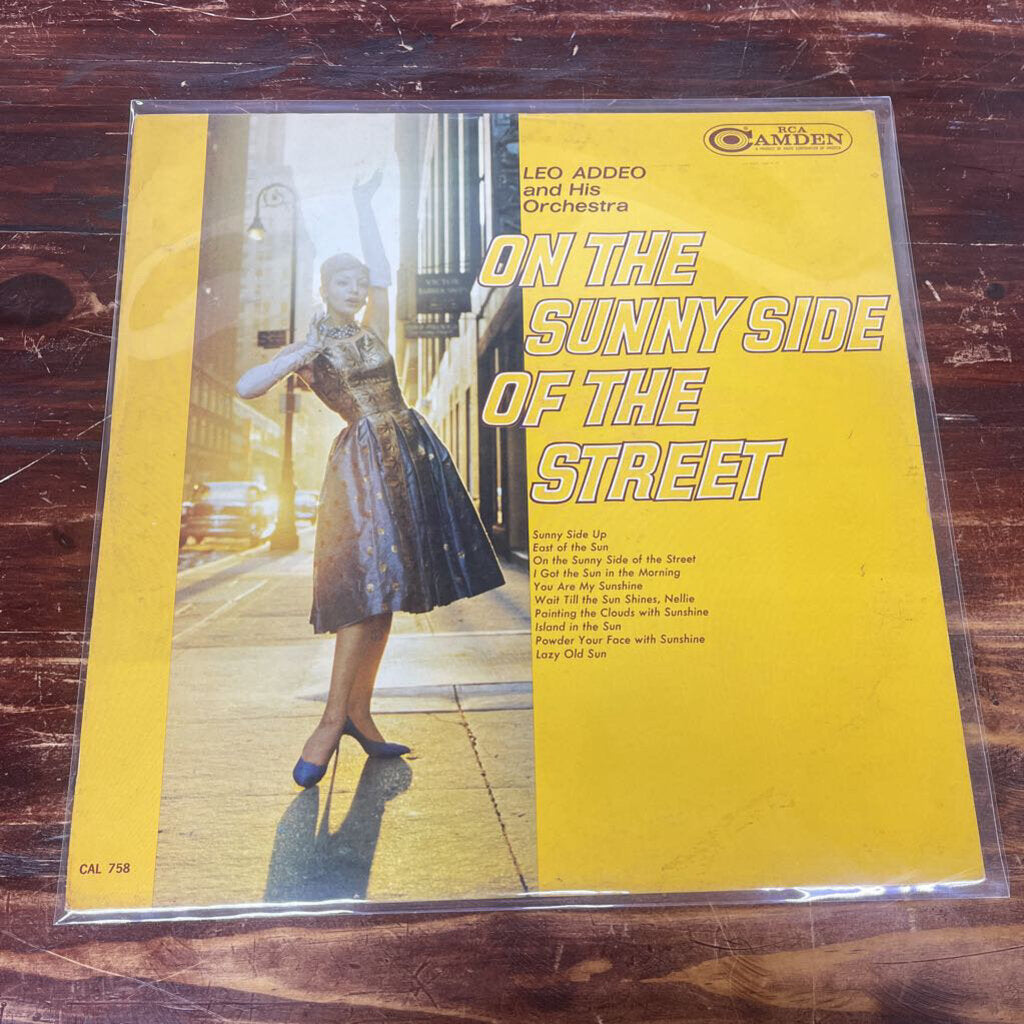 RCA
CAMDEN
LEO ADDEO
and His
Orchestra
ON THE
SUNNY SIDE
OF THE
STREET
Sunny Side Up
East of the Sun
On the Sunny Side of the Street
I Got the Sun in the Morning
You Are My Sunshine
Wait Till the Sun Shines, Nellie
Painting the Clouds with Sunshine
Island in the Sun
Powder Your Face with Sunshine
Lazy Old Sun
VICTOR
CAL 758